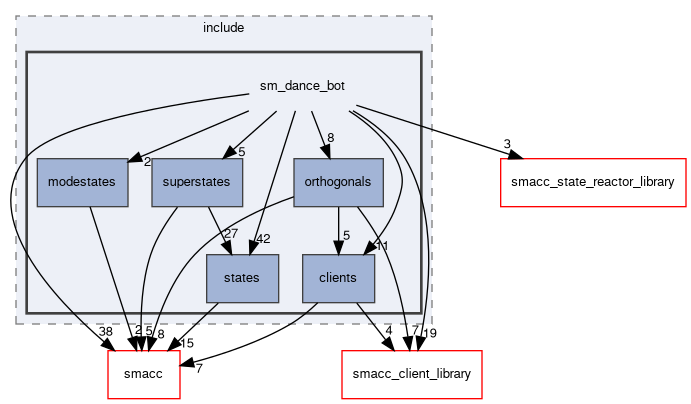 include
sm_dance_bot
8
3
2
5
modestates
superstates
orthogonals
smacc_state_reactor_library
27
42
5
11
states
clients
38
2
5
8
15
4
7
19
7
smacc
smacc_client_library